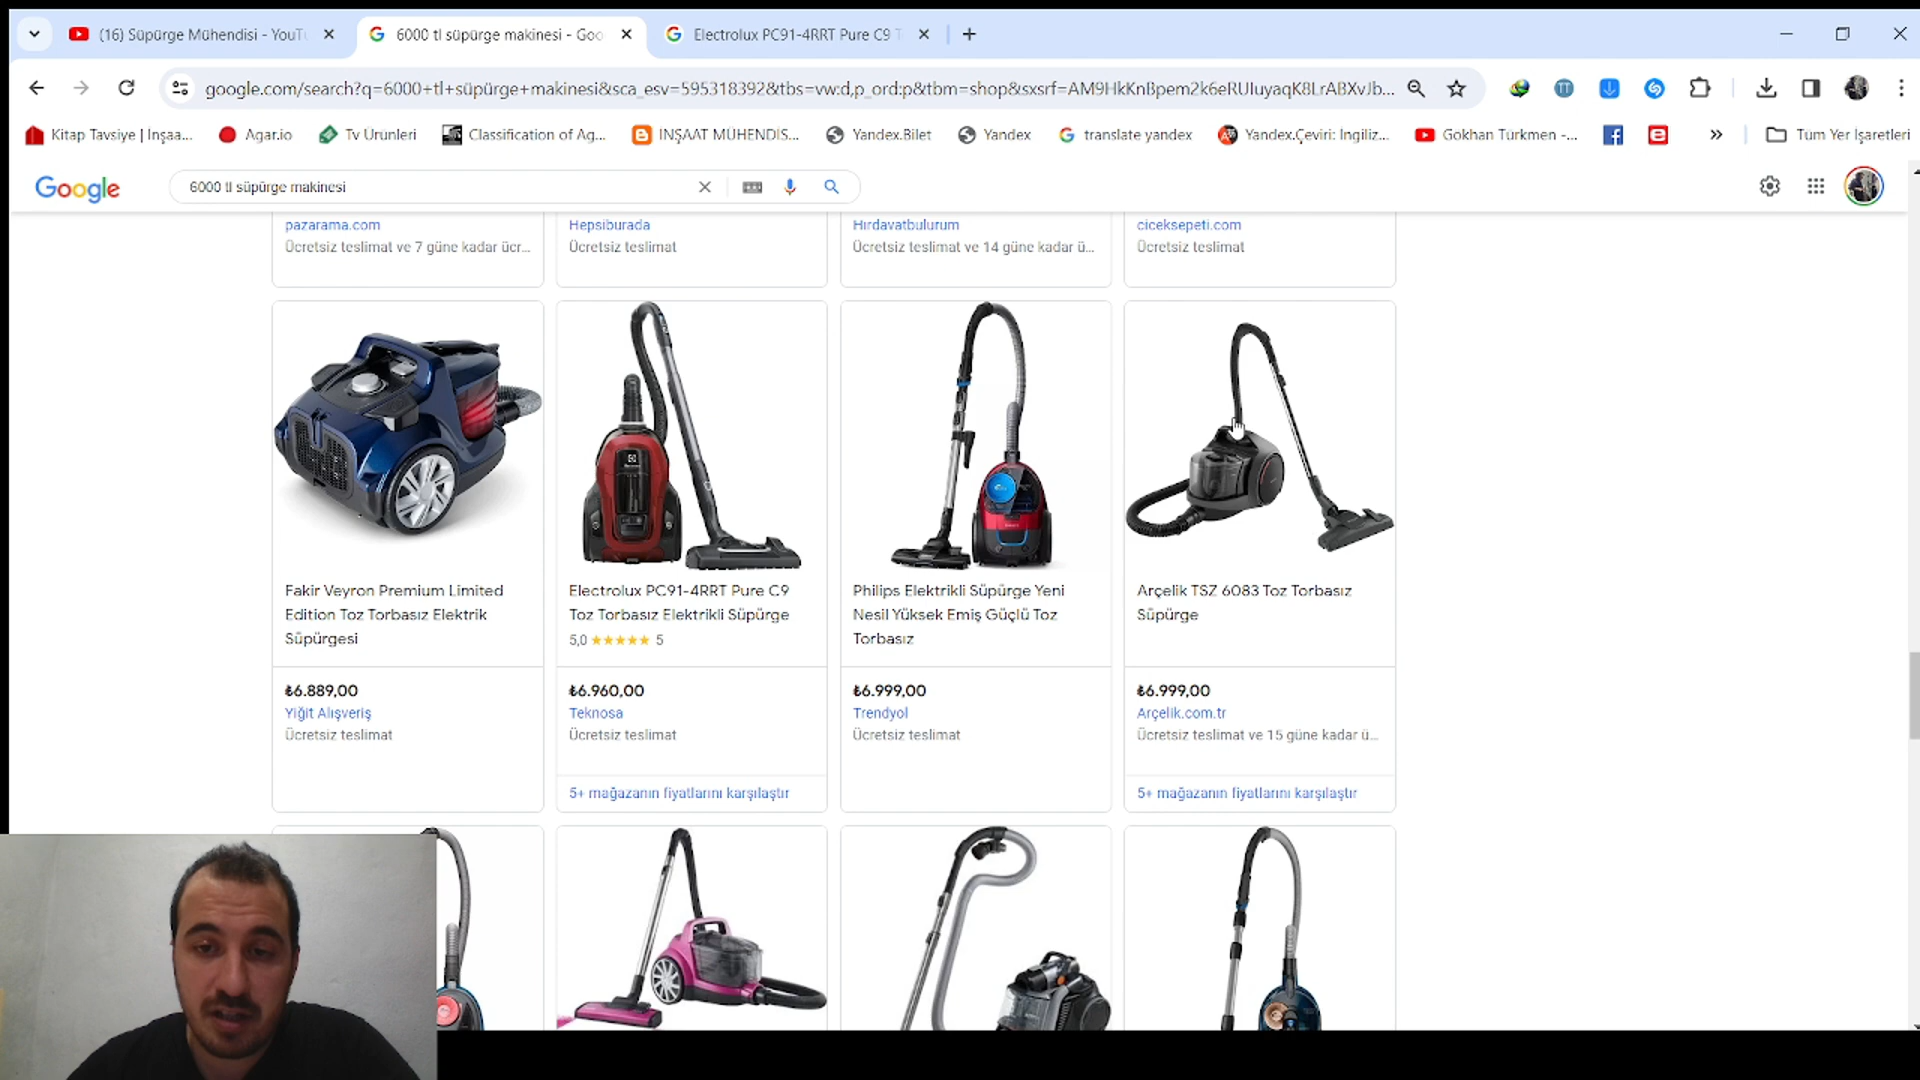 (16) Süpürge Mühendisi - YouT
6000 tl süpürge makinesi - Goo
Electrolux PC91-4RRT Pure C9 T
google.com/search?q=6000+tl+süpürge+makinesi&sca_esv=595318392&tbs=vw:d,p_ord:p&tbm=shop&sxsrf=AM9HkKnBpem2k6eRUIuyaqK8LrABXvJb...
Kitap Tavsiye | İnşaa...
Agar.io
Tv Ürünleri
Classification of Ag...
İNŞAAT MÜHENDİS...
Yandex.Bilet
Yandex
translate yandex
Yandex.Çeviri: İngiliz...
Gökhan Türkmen -...
Tüm Yer İşaretleri
Google
6000 tl süpürge makinesi
pazarama.com
Ücretsiz teslimat ve 7 güne kadar ücr...
Hepsiburada
Ücretsiz teslimat
Hırdavatbulurum
Ücretsiz teslimat ve 14 güne kadar ü...
ciceksepeti.com
Ücretsiz teslimat
Fakir Veyron Premium Limited
Edition Toz Torbasız Elektrik
Süpürgesi
₺6.889,00
Yiğit Alışveriş
Ücretsiz teslimat
Electrolux PC91-4RRT Pure C9
Toz Torbasız Elektrikli Süpürge
5,0 ★★★★★ 5
₺6.960,00
Teknosa
Ücretsiz teslimat
5+ mağazanın fiyatlarını karşılaştır
Philips Elektrikli Süpürge Yeni
Nesil Yüksek Emiş Güçlü Toz
Torbasız
₺6.999,00
Trendyol
Ücretsiz teslimat
Arçelik TSZ 6083 Toz Torbasız
Süpürge
₺6.999,00
Arçelik.com.tr
Ücretsiz teslimat ve 15 güne kadar ü...
5+ mağazanın fiyatlarını karşılaştır